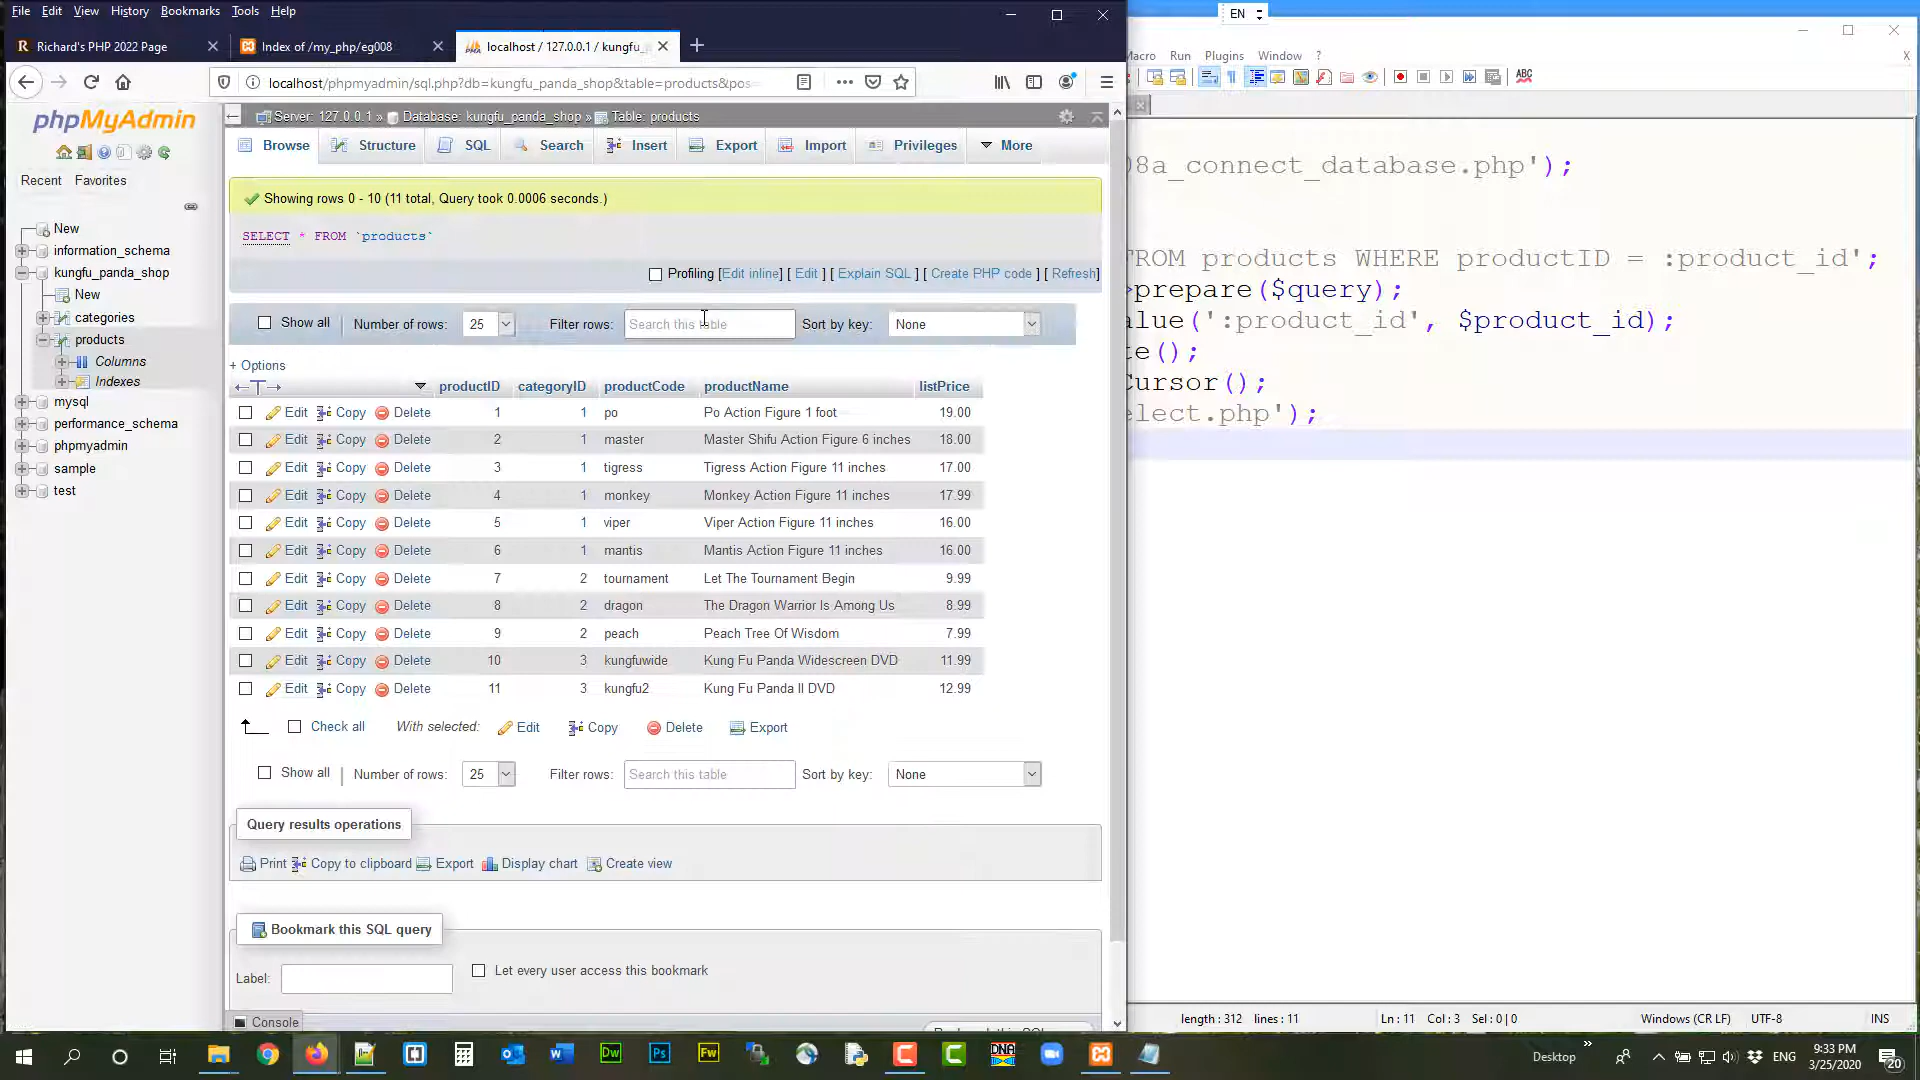 File Edit View History Bookmarks Tools Help
Richard's PHP 2022 Page
Index of /my_php/eg008
localhost / 127.0.0.1 / kungfu_p
localhost/phpmyadmin/sql.php?db=kungfu_panda_shop&table=products&pos
phpMyAdmin
Recent Favorites
New
information_schema
kungfu_panda_shop
New
categories
products
Columns
Indexes
mysql
performance_schema
phpmyadmin
sample
test
Server: 127.0.0.1 » Database: kungfu_panda_shop » Table: products
Browse Structure SQL Search Insert Export Import Privileges More
Showing rows 0 - 10 (11 total, Query took 0.0006 seconds.)
SELECT * FROM `products`
Profiling [Edit inline] [ Edit ] [ Explain SQL ] [ Create PHP code ] [ Refresh]
Show all Number of rows: 25 Filter rows: Search this table Sort by key: None
+ Options
productID categoryID productCode productName listPrice
Edit Copy Delete 1 1 po Po Action Figure 1 foot 19.00
Edit Copy Delete 2 1 master Master Shifu Action Figure 6 inches 18.00
Edit Copy Delete 3 1 tigress Tigress Action Figure 11 inches 17.00
Edit Copy Delete 4 1 monkey Monkey Action Figure 11 inches 17.99
Edit Copy Delete 5 1 viper Viper Action Figure 11 inches 16.00
Edit Copy Delete 6 1 mantis Mantis Action Figure 11 inches 16.00
Edit Copy Delete 7 2 tournament Let The Tournament Begin 9.99
Edit Copy Delete 8 2 dragon The Dragon Warrior Is Among Us 8.99
Edit Copy Delete 9 2 peach Peach Tree Of Wisdom 7.99
Edit Copy Delete 10 3 kungfuwide Kung Fu Panda Widescreen DVD 11.99
Edit Copy Delete 11 3 kungfu2 Kung Fu Panda II DVD 12.99
Check all With selected: Edit Copy Delete Export
Show all Number of rows: 25 Filter rows: Search this table Sort by key: None
Query results operations
Print Copy to clipboard Export Display chart Create view
Bookmark this SQL query
Label: Let every user access this bookmark
Console
EN
Macro Run Plugins Window ?
ABC
08a_connect_database.php');
FROM products WHERE productID = :product_id';
>prepare($query);
alue(':product_id', $product_id);
te();
Cursor();
elect.php');
length : 312 lines : 11 Ln : 11 Col : 3 Sel : 0 | 0 Windows (CR LF) UTF-8 INS
Dw Ps Fw DNA
Desktop
ENG
9:33 PM
3/25/2020
20